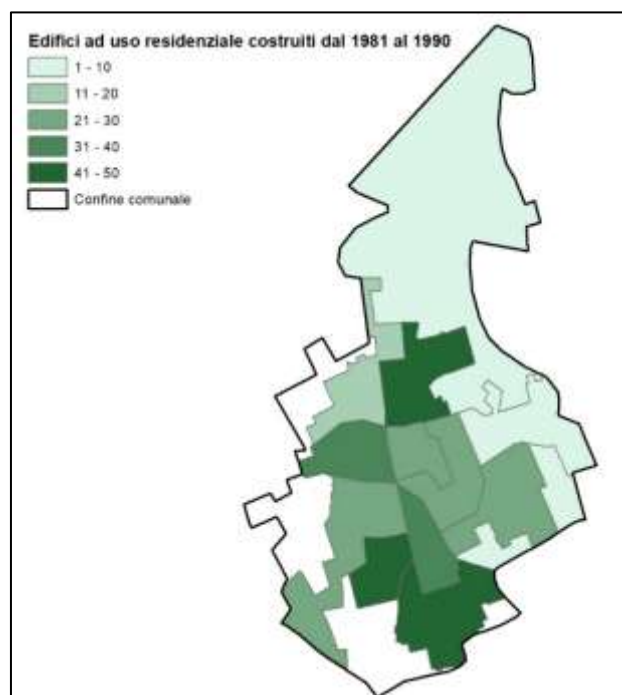 Edifici ad uso residenziale costruiti dal 1981 al 1990
1 - 10
11 - 20
21 - 30
31 - 40
41 - 50
Confine comunale